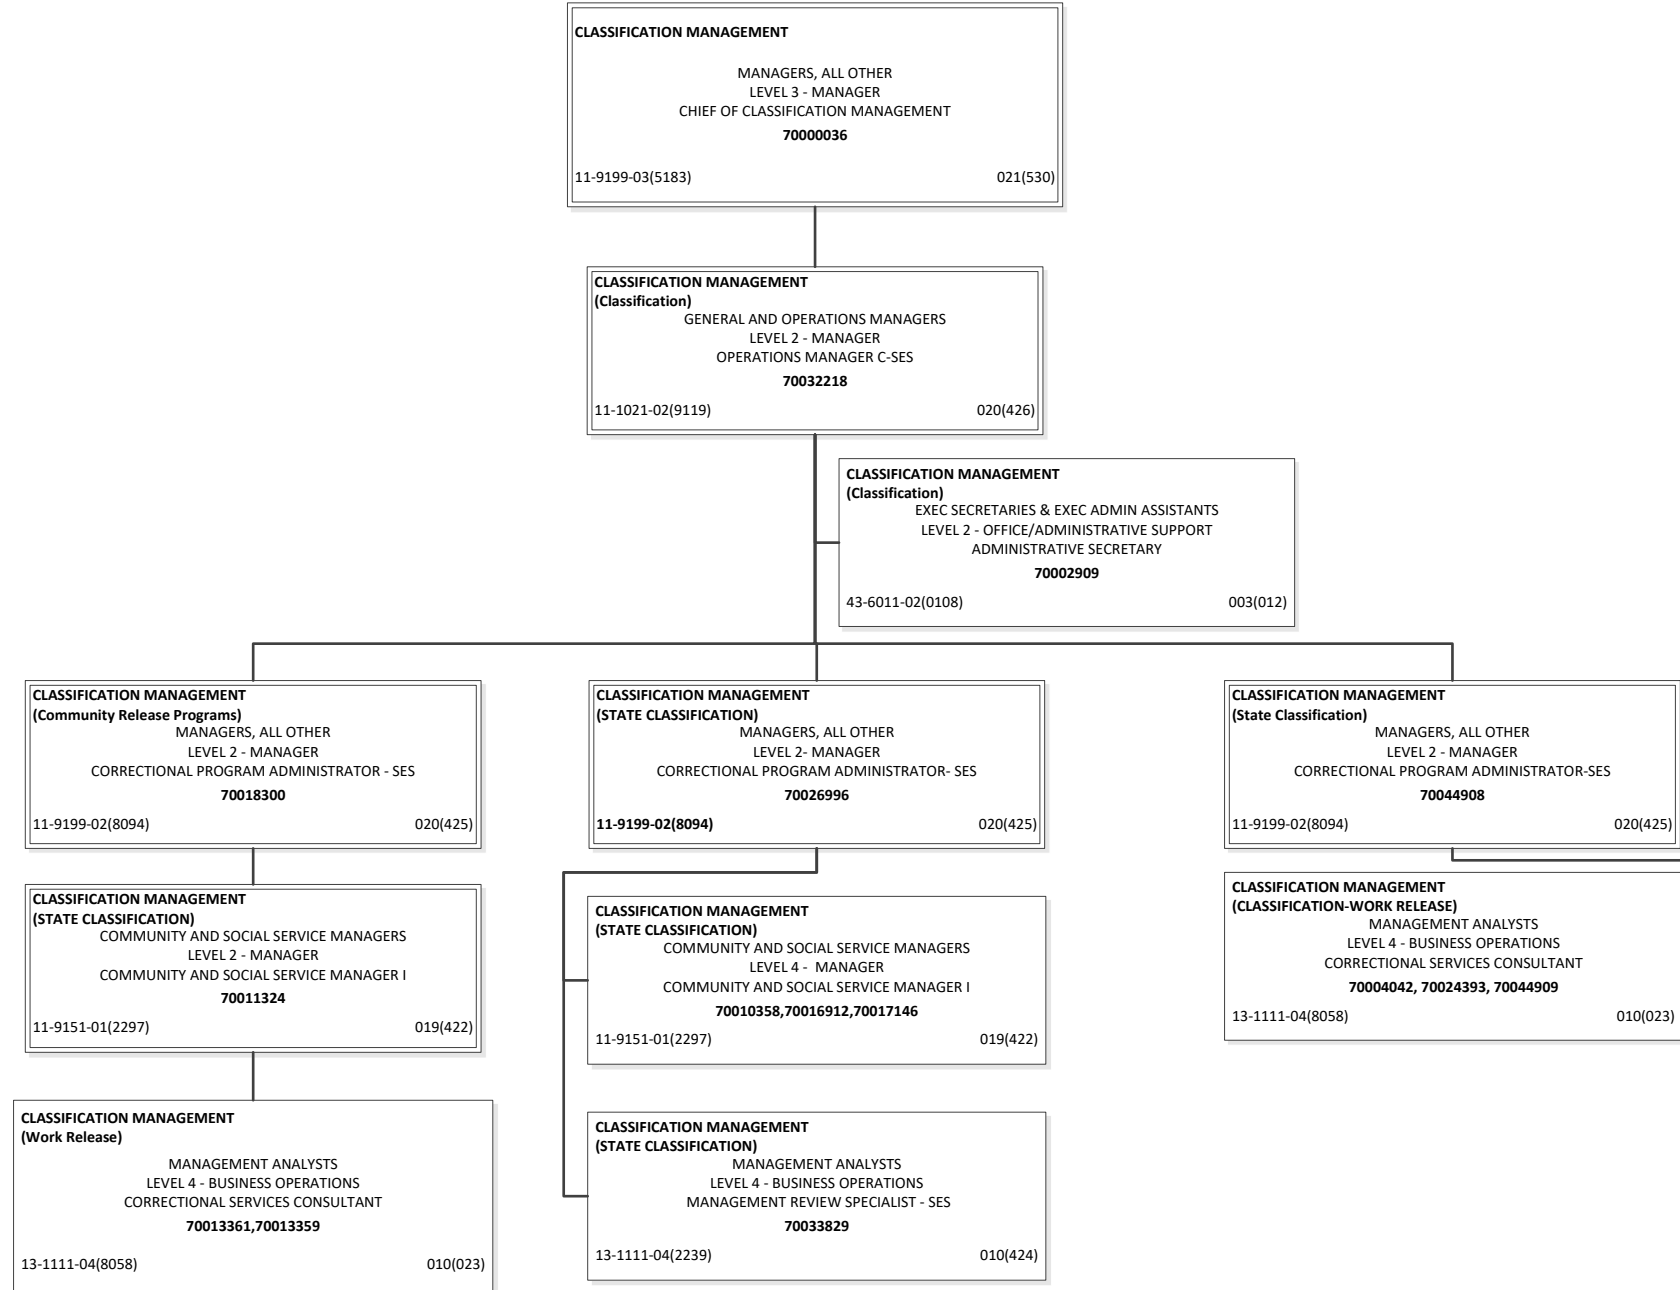 CLASSIFICATION MANAGEMENT
MANAGERS, ALL OTHER
LEVEL 3 - MANAGER
CHIEF OF CLASSIFICATION MANAGEMENT
70000036
11-9199-03(5183) 021(530)
CLASSIFICATION MANAGEMENT
(Classification)
GENERAL AND OPERATIONS MANAGERS
LEVEL 2 - MANAGER
OPERATIONS MANAGER C-SES
70032218
11-1021-02(9119) 020(426)
CLASSIFICATION MANAGEMENT
(Classification)
EXEC SECRETARIES & EXEC ADMIN ASSISTANTS
LEVEL 2 - OFFICE/ADMINISTRATIVE SUPPORT
ADMINISTRATIVE SECRETARY
70002909
43-6011-02(0108) 003(012)
CLASSIFICATION MANAGEMENT
(Community Release Programs)
MANAGERS, ALL OTHER
LEVEL 2 - MANAGER
CORRECTIONAL PROGRAM ADMINISTRATOR - SES
70018300
11-9199-02(8094) 020(425)
CLASSIFICATION MANAGEMENT
(STATE CLASSIFICATION)
MANAGERS, ALL OTHER
LEVEL 2- MANAGER
CORRECTIONAL PROGRAM ADMINISTRATOR- SES
70026996
11-9199-02(8094) 020(425)
CLASSIFICATION MANAGEMENT
(State Classification)
MANAGERS, ALL OTHER
LEVEL 2 - MANAGER
CORRECTIONAL PROGRAM ADMINISTRATOR-SES
70044908
11-9199-02(8094) 020(425)
CLASSIFICATION MANAGEMENT
(STATE CLASSIFICATION)
COMMUNITY AND SOCIAL SERVICE MANAGERS
LEVEL 2 - MANAGER
COMMUNITY AND SOCIAL SERVICE MANAGER I
70011324
11-9151-01(2297) 019(422)
CLASSIFICATION MANAGEMENT
(STATE CLASSIFICATION)
COMMUNITY AND SOCIAL SERVICE MANAGERS
LEVEL 4 -  MANAGER
COMMUNITY AND SOCIAL SERVICE MANAGER I
70010358,70016912,70017146
11-9151-01(2297) 019(422)
CLASSIFICATION MANAGEMENT
(CLASSIFICATION-WORK RELEASE)
MANAGEMENT ANALYSTS
LEVEL 4 - BUSINESS OPERATIONS
CORRECTIONAL SERVICES CONSULTANT
70004042, 70024393, 70044909
13-1111-04(8058) 010(023)
CLASSIFICATION MANAGEMENT
(Work Release)
MANAGEMENT ANALYSTS
LEVEL 4 - BUSINESS OPERATIONS
CORRECTIONAL SERVICES CONSULTANT
70013361,70013359
13-1111-04(8058) 010(023)
CLASSIFICATION MANAGEMENT
(STATE CLASSIFICATION)
MANAGEMENT ANALYSTS
LEVEL 4 - BUSINESS OPERATIONS
MANAGEMENT REVIEW SPECIALIST - SES
70033829
13-1111-04(2239) 010(424)